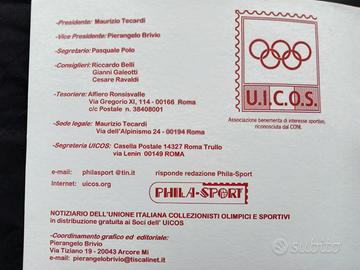 -Presidente: Maurizio Tecardi
-Vice Presidente: Pierangelo Brivio
-Segretario: Pasquale Polo
-Consiglieri: Riccardo Belli
Gianni Galeotti
Cesare Ravaldi
-Tesoriere: Alfiero Ronsisvalle
Via Gregorio XI, 114 - 00166 Roma
c/c Postale n. 38408001
-Sede legale: Maurizio Tecardi
Via dell'Alpinismo 24 - 00194 Roma
-Segreteria UICOS: Casella Postale 14327 Roma Trullo
via Lenin 00149 ROMA
e-mail: philasport @tin.it risponde redazione Phila-Sport
Internet: uicos.org
U.I.C.O.S.
Associazione benemerita di interesse sportivo,
riconosciuta dal CONI.
PHILA-SPORT
NOTIZIARIO DELL'UNIONE ITALIANA COLLEZIONISTI OLIMPICI E SPORTIVI
in distribuzione gratuita ai Soci dell' UICOS
-Coordinamento grafico ed editoriale:
Pierangelo Brivio
Via Tiziano 19 - 20043 Arcore Mi
e-mail: pierangelobrivio@tiscalinet.it
subito